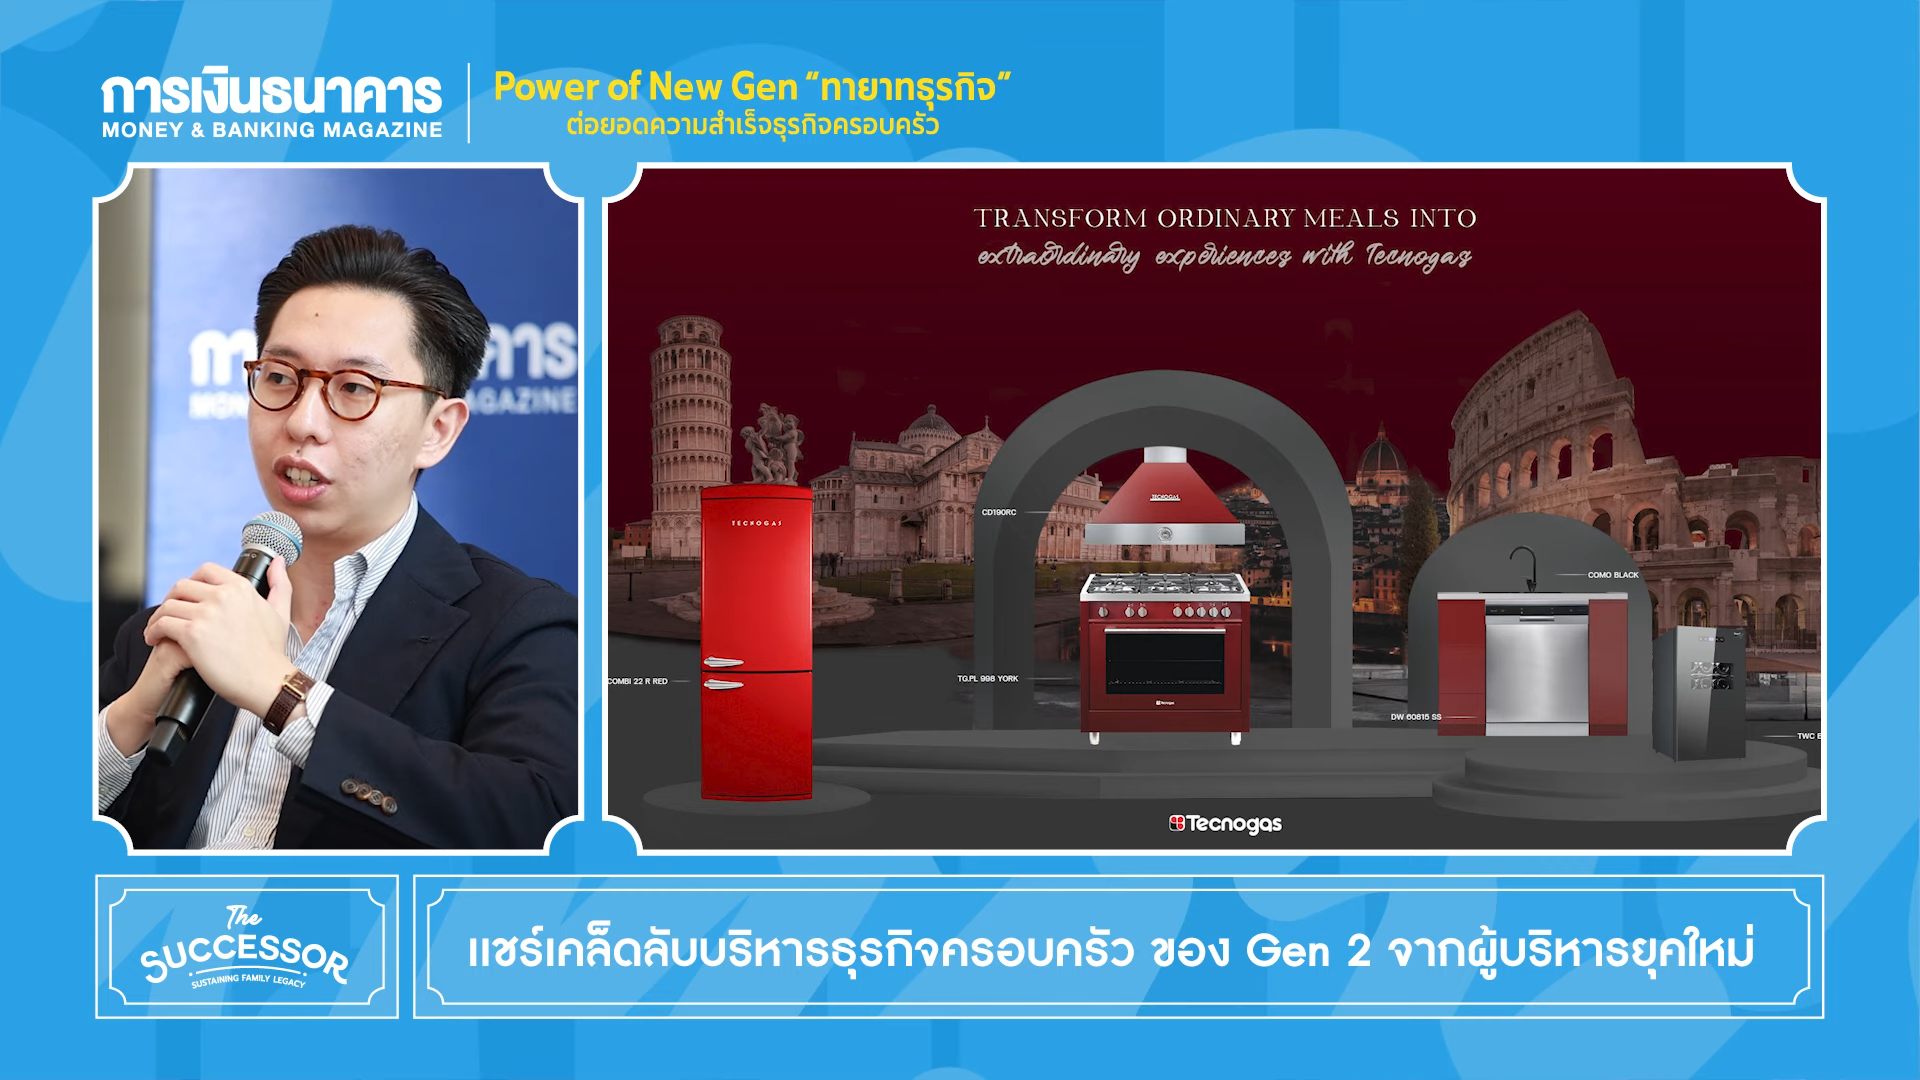 การเงินธนาคาร
MONEY & BANKING MAGAZINE
Power of New Gen “ทายาทธุรกิจ”
ต่อยอดความสำเร็จธุรกิจครอบครัว
TRANSFORM ORDINARY MEALS INTO
extraordinary experiences with Tecnogas
TECNOGAS
CD190RC
TECNOGAS
COMBI 22 R RED
TG.PL 998 YORK
Tecnogas
COMO BLACK
DW 60815 SS
TWC
Tecnogas
The
SUCCESSOR
SUSTAINING FAMILY LEGACY
แชร์เคล็ดลับบริหารธุรกิจครอบครัว ของ Gen 2 จากผู้บริหารยุคใหม่